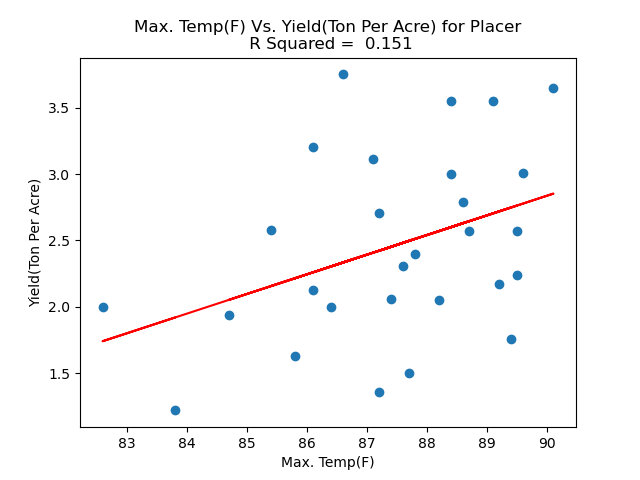 Max. Temp(F) Vs. Yield(Ton Per Acre) for Placer
R Squared =  0.151
3.5
3.0
2.5
2.0
1.5
Yield(Ton Per Acre)
83 84 85 86 87 88 89 90
Max. Temp(F)